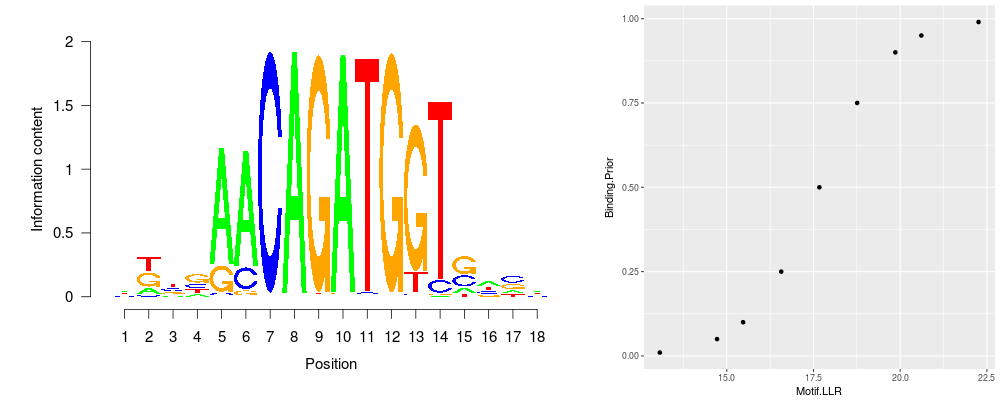 2
1.5
1
0.5
0
Information content
1 2 3 4 5 6 7 8 9 10 11 12 13 14 15 16 17 18
Position
T
G
A
G
A
C
C
A
G
A
T
G
G
T
T
C
G
C
1.00
0.75
0.50
0.25
0.00
Binding.Prior
15.0 17.5 20.0 22.5
Motif.LLR